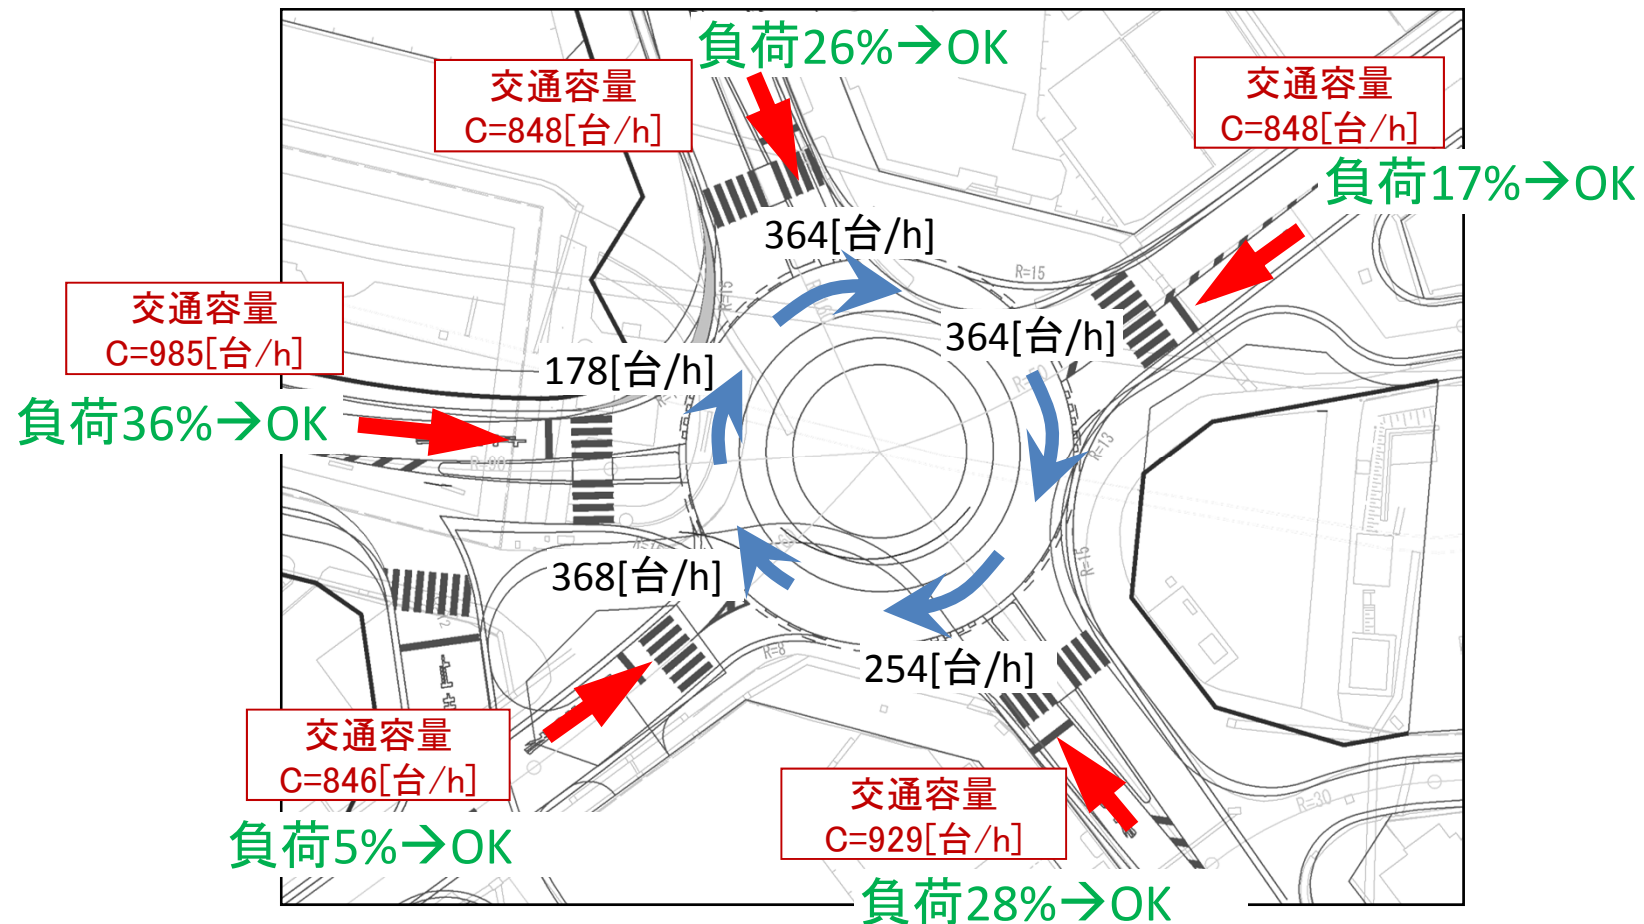 負荷26%→OK
交通容量
C=848[台/h]
交通容量
C=848[台/h]
負荷17%→OK
364[台/h]
R=15
R=15
交通容量
C=985[台/h]
364[台/h]
178[台/h]
負荷36%→OK
R=13
R=15
368[台/h]
254[台/h]
R=8
交通容量
C=846[台/h]
負荷5%→OK
交通容量
C=929[台/h]
R=30
負荷28%→OK